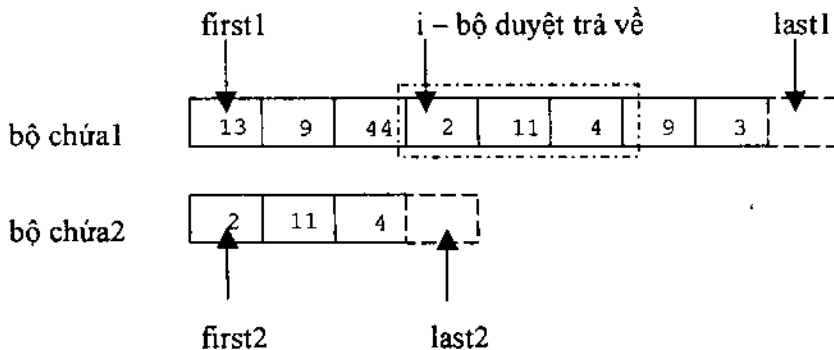 first1 i – bộ duyệt trả về last1
bộ chứa1 13 9 44 2 11 4 9 3
bộ chứa2 2 11 4
first2 last2